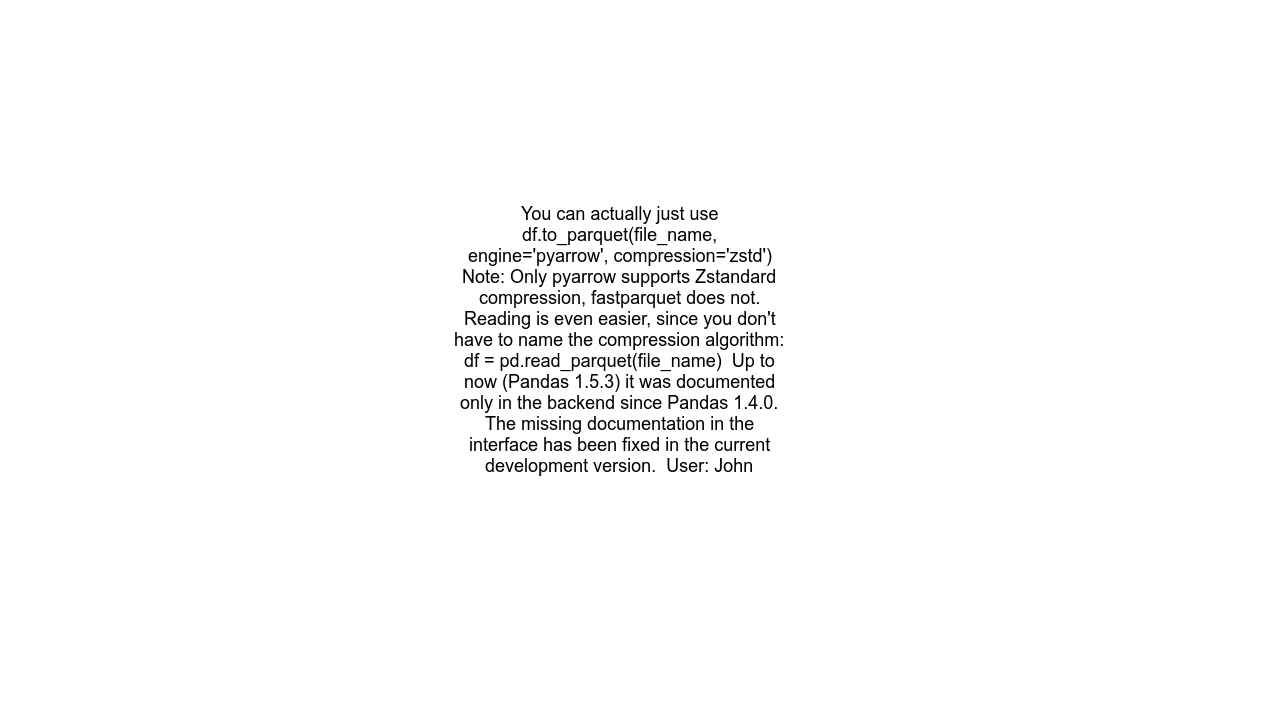 You can actually just use
df.to_parquet(file_name,
engine='pyarrow', compression='zstd')
Note: Only pyarrow supports Zstandard
compression, fastparquet does not.
Reading is even easier, since you don't
have to name the compression algorithm:
df = pd.read_parquet(file_name)  Up to
now (Pandas 1.5.3) it was documented
only in the backend since Pandas 1.4.0.
The missing documentation in the
interface has been fixed in the current
development version.  User: John